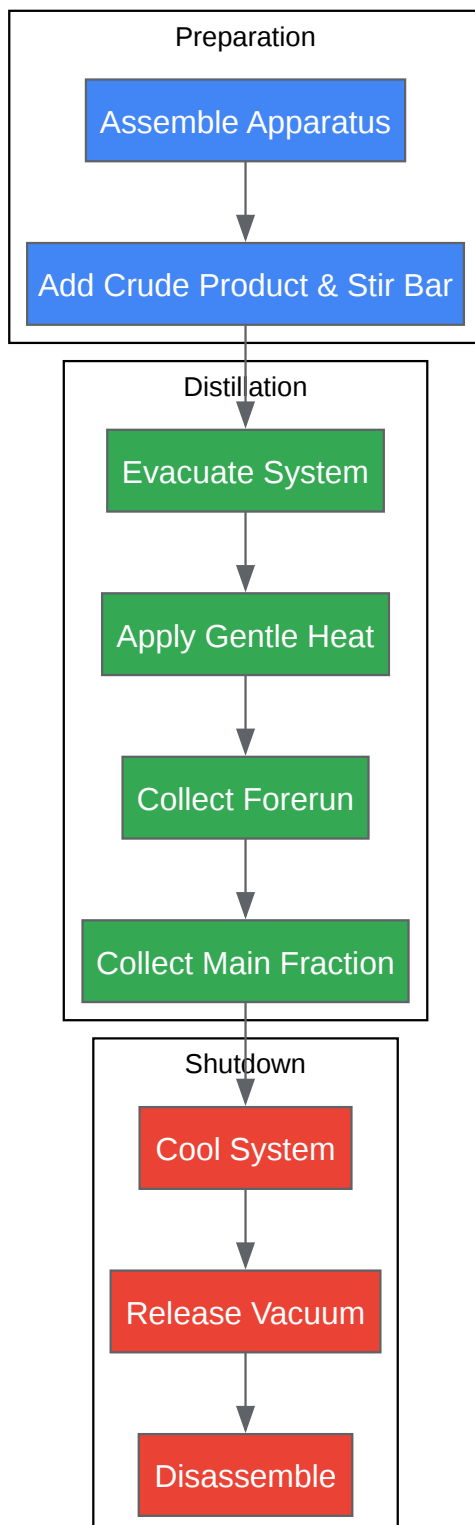 Preparation
Assemble Apparatus
Add Crude Product & Stir Bar
Distillation
Evacuate System
Apply Gentle Heat
Collect Forerun
Collect Main Fraction
Shutdown
Cool System
Release Vacuum
Disassemble